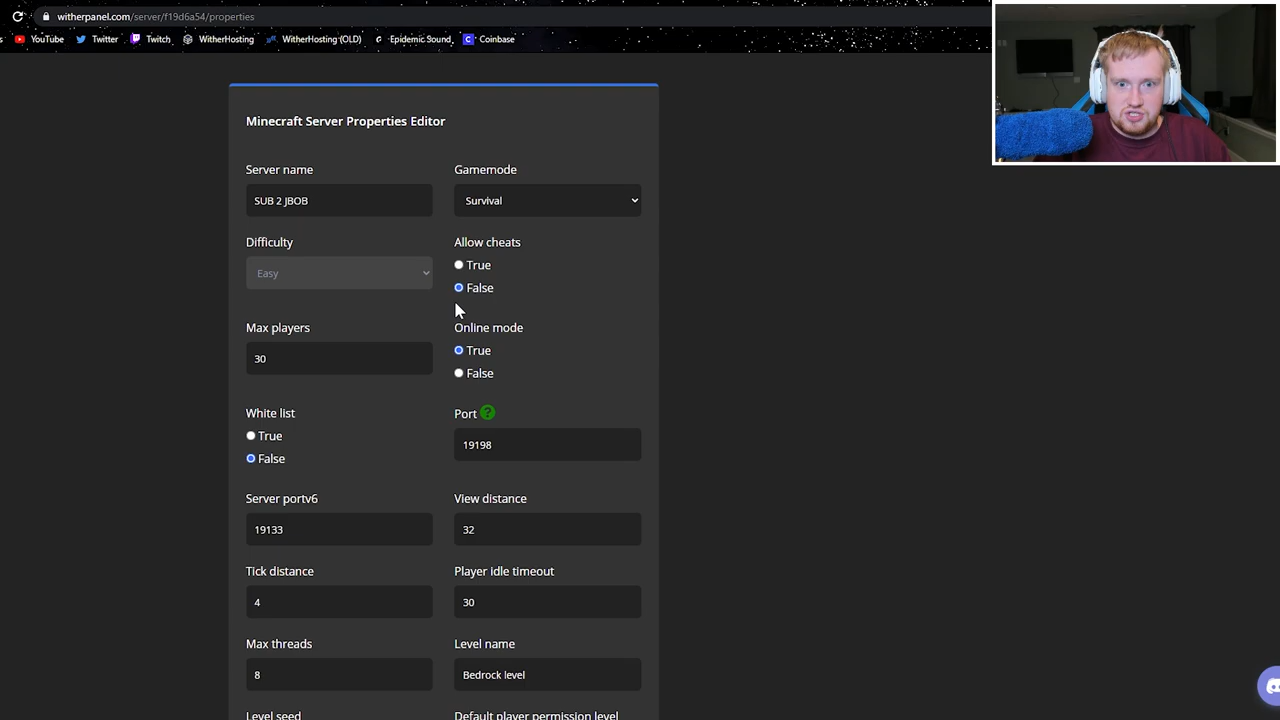 witherpanel.com/server/f19d6a54/properties
YouTube Twitter Twitch WitherHosting WitherHosting (OLD) Epidemic Sound Coinbase
Minecraft Server Properties Editor
Server name Gamemode
SUB 2 JBOB Survival
Difficulty Allow cheats
Easy True
False
Max players Online mode
30 True
False
White list Port ?
True 19198
False
Server portv6 View distance
19133 32
Tick distance Player idle timeout
4 30
Max threads Level name
8 Bedrock level
Level seed Default player permission level